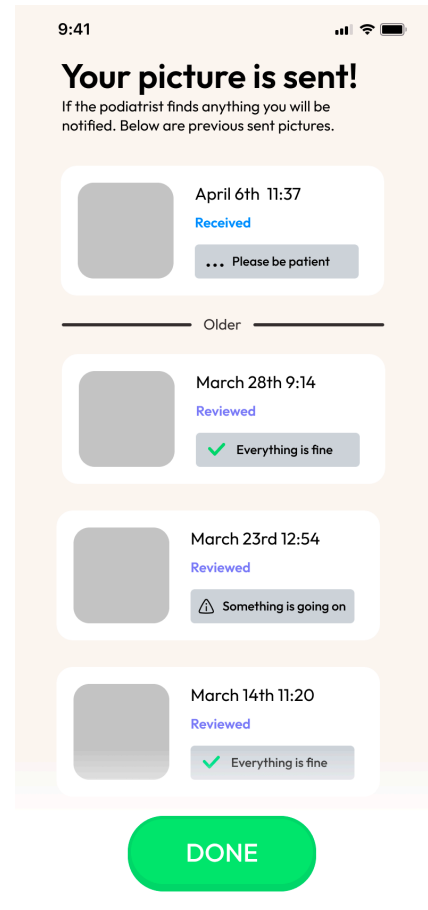 9:41
Your picture is sent!
If the podiatrist finds anything you will be
notified. Below are previous sent pictures.
April 6th 11:37
Received
... Please be patient
Older
March 28th 9:14
Reviewed
Everything is fine
March 23rd 12:54
Reviewed
Something is going on
March 14th 11:20
Reviewed
Everything is fine
DONE